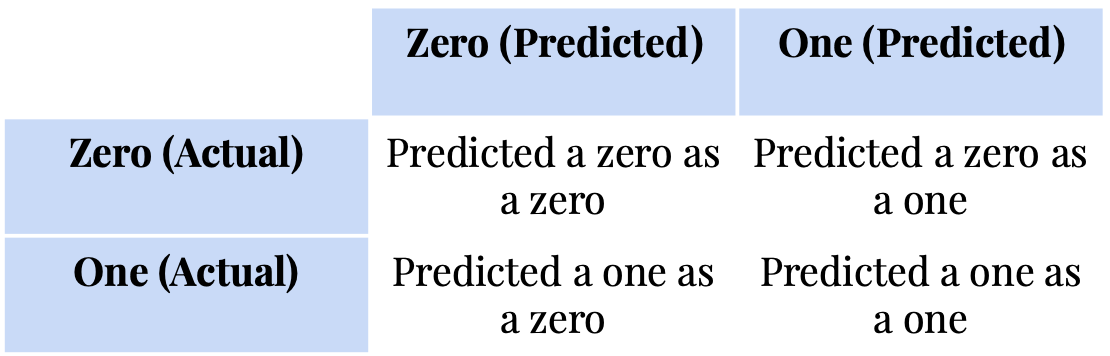 Zero (Predicted)
One (Predicted)
Zero (Actual)
Predicted a zero as
a zero
Predicted a zero as
a one
One (Actual)
Predicted a one as
a zero
Predicted a one as
a one